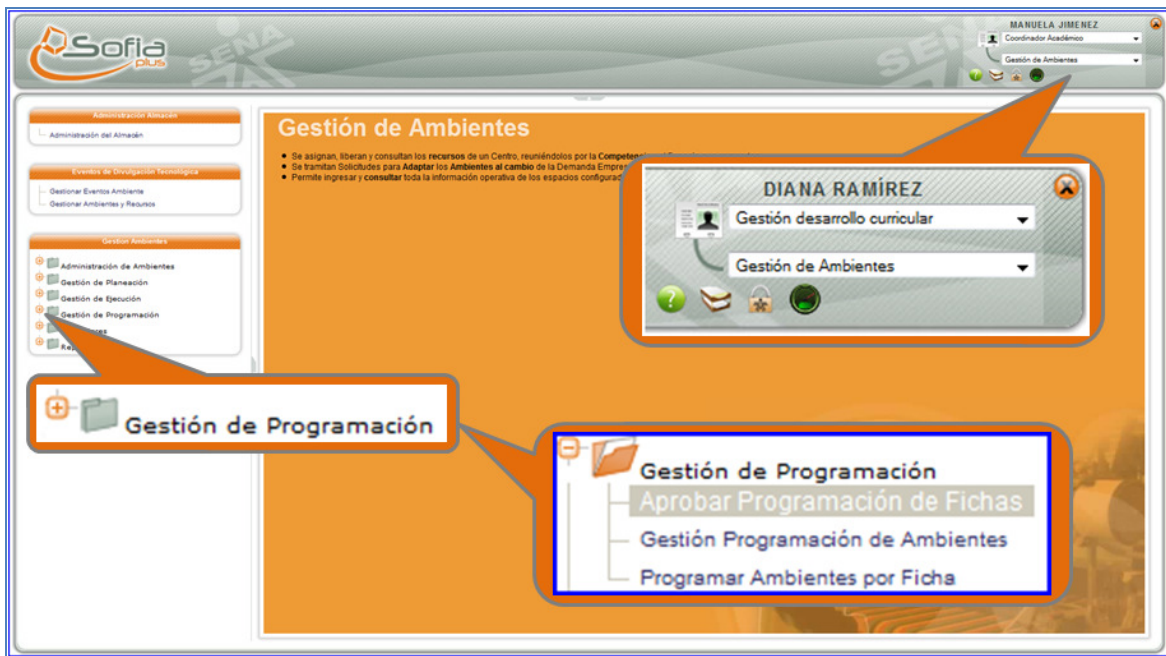 Sofia
plus
SENA
SENA
MANUELA JIMENEZ
Coordinador Académico
Gestión de Ambientes
Administración Almacén
Administración del Almacén
Eventos de Divulgación Tecnológica
Gestionar Eventos Ambiente
Gestionar Ambientes y Recursos
Gestion Ambientes
Administración de Ambientes
Gestión de Planeación
Gestión de Ejecución
Gestión de Programación
Gestión de Ambientes
Se asignan, liberan y consultan los recursos de un Centro, reuniéndolos por la
Se tramitan Solicitudes para Adaptar los Ambientes al cambio de la Demanda
Permite ingresar y consultar toda la información operativa de los espacios
DIANA RAMÍREZ
Gestión desarrollo curricular
Gestión de Ambientes
Gestión de Programación
Gestión de Programación
Aprobar Programación de Fichas
Gestión Programación de Ambientes
Programar Ambientes por Ficha